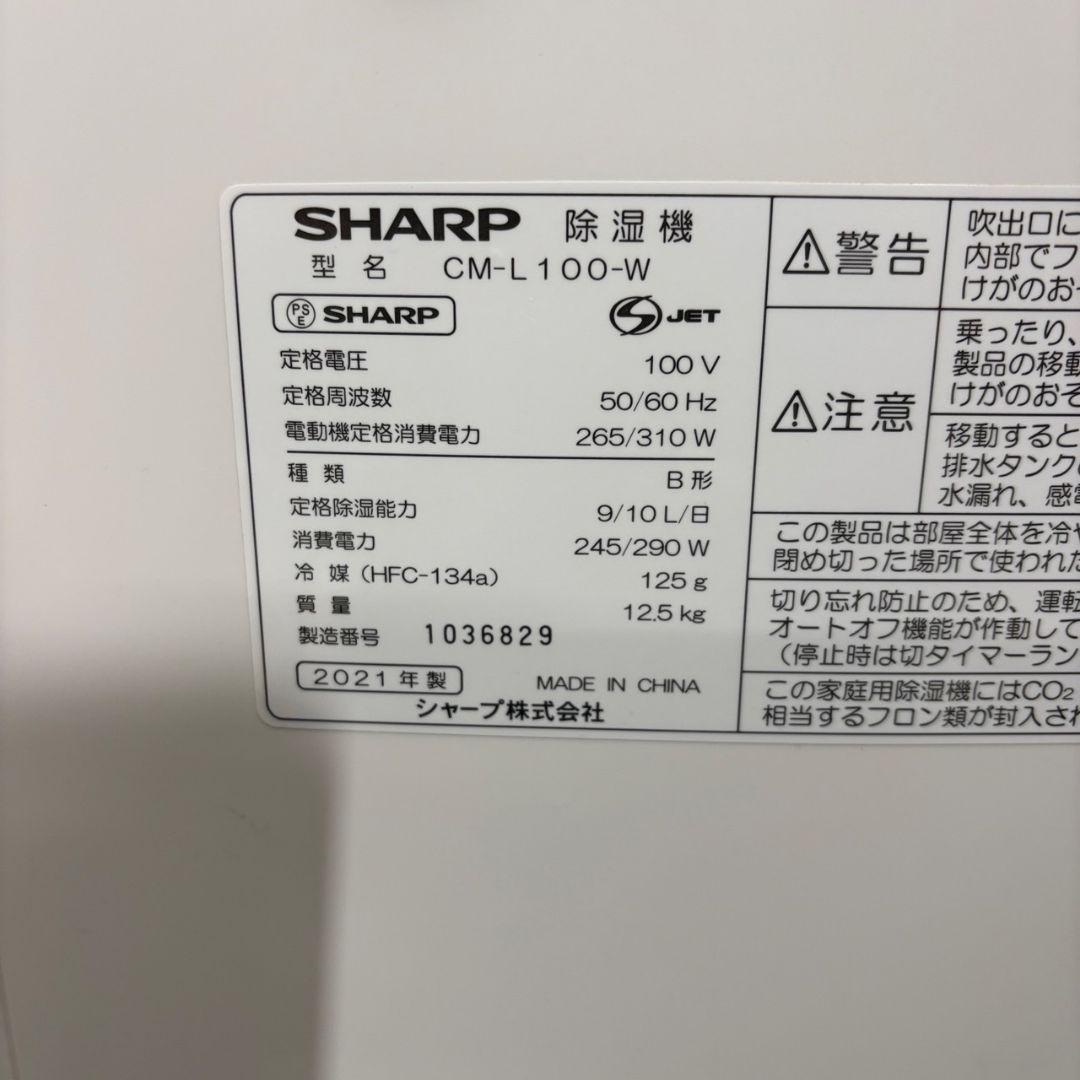 SHARP 除湿機
型名 CM-L100-W
PSE SHARP
S JET
定格電圧 100 V
定格周波数 50/60 Hz
電動機定格消費電力 265/310 W
種類 B形
定格除湿能力 9/10 L/日
消費電力 245/290 W
冷媒（HFC-134a） 125 g
質量 12.5 kg
製造番号 1036829
2021年製 MADE IN CHINA
シャープ株式会社
警告
吹出口に
内部でフ
けがのおそ
注意
乗ったり、
製品の移動
けがのおそ
移動すると
排水タンクの
水漏れ、感電
この製品は部屋全体を冷や
閉め切った場所で使われた
切り忘れ防止のため、運転
オートオフ機能が作動して
（停止時は切タイマーラン
この家庭用除湿機にはCO2
相当するフロン類が封入され